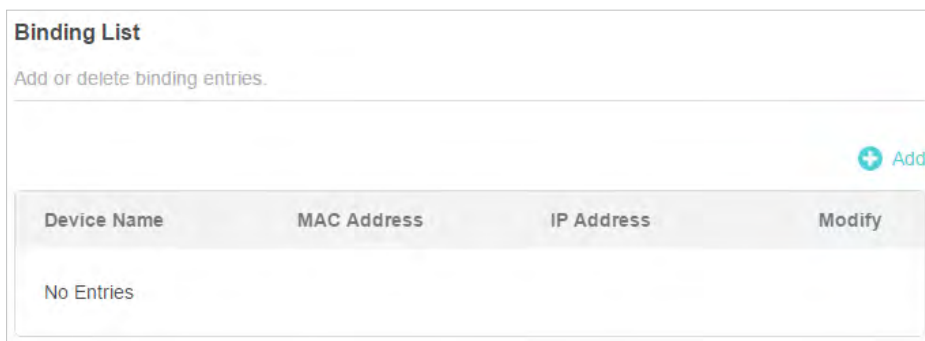 Binding List
Add or delete binding entries.
Add
Device Name MAC Address IP Address Modify
No Entries